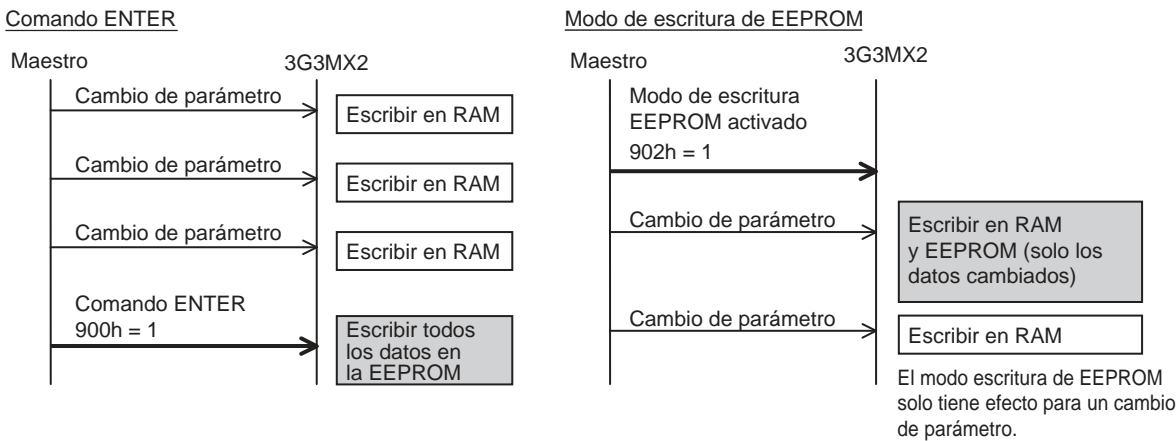 Comando ENTER
Maestro
3G3MX2
Cambio de parámetro
Escribir en RAM
Cambio de parámetro
Escribir en RAM
Cambio de parámetro
Escribir en RAM
Comando ENTER
900h = 1
Escribir todos
los datos en
la EEPROM
Modo de escritura de EEPROM
Maestro
3G3MX2
Modo de escritura
EEPROM activado
902h = 1
Cambio de parámetro
Escribir en RAM
y EEPROM (solo los
datos cambiados)
Cambio de parámetro
Escribir en RAM
El modo escritura de EEPROM
solo tiene efecto para un cambio
de parámetro.